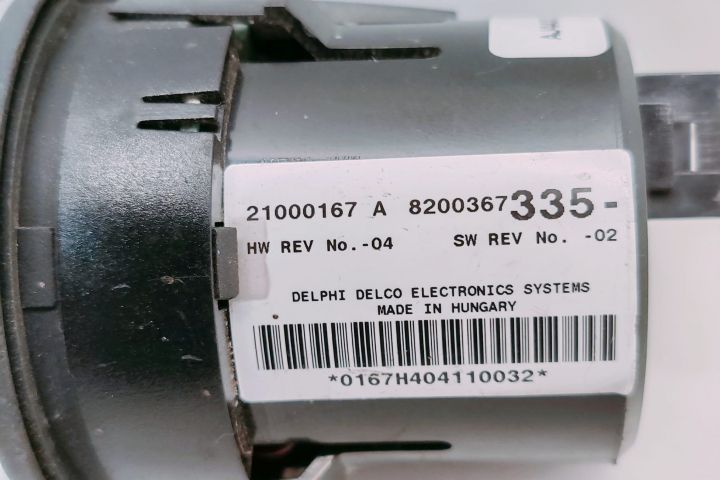 21000167 A 8200367335-
HW REV No.-04 SW REV No. -02
DELPHI DELCO ELECTRONICS SYSTEMS
MADE IN HUNGARY
*0167H404110032*